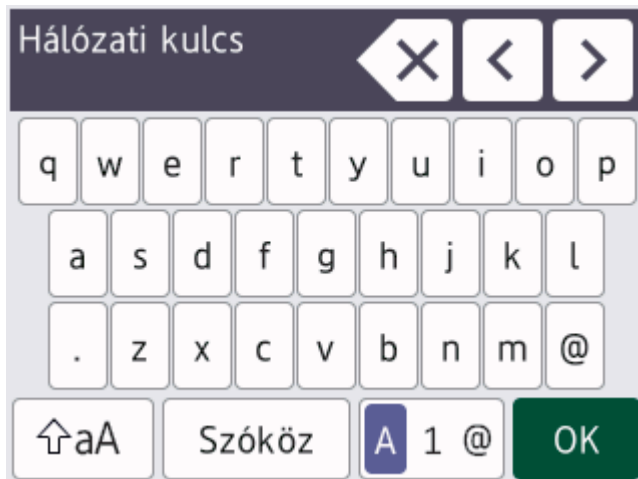 Hálózati kulcs
q w e r t y u i o p
a s d f g h j k l
. z x c v b n m @
aA Szóköz A 1 @ OK